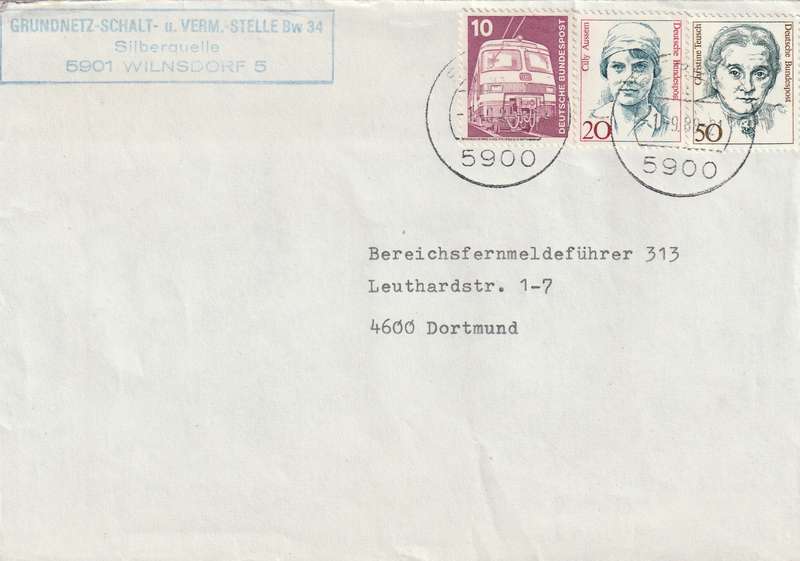 GRUNDNETZ-SCHALT- u. VERM.-STELLE Bw 34
Silberquelle
5901 WILNSDORF 5
10
DEUTSCHE BUNDESPOST
Cilly Aussem
Deutsche Bundespost
20
Christine Teusch
Deutsche Bundespost
50
5900
5900
Bereichsfernmeldeführer 313
Leuthardstr. 1-7
4600 Dortmund